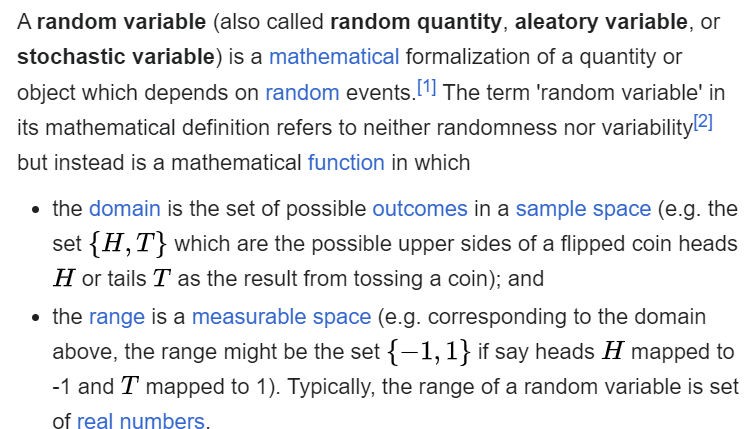 A random variable (also called random quantity, aleatory variable, or
stochastic variable) is a mathematical formalization of a quantity or
object which depends on random events.[1] The term 'random variable' in
its mathematical definition refers to neither randomness nor variability[2]
but instead is a mathematical function in which
• the domain is the set of possible outcomes in a sample space (e.g. the
set {H, T} which are the possible upper sides of a flipped coin heads
H or tails T as the result from tossing a coin); and
• the range is a measurable space (e.g. corresponding to the domain
above, the range might be the set {−1, 1} if say heads H mapped to
-1 and T mapped to 1). Typically, the range of a random variable is set
of real numbers.